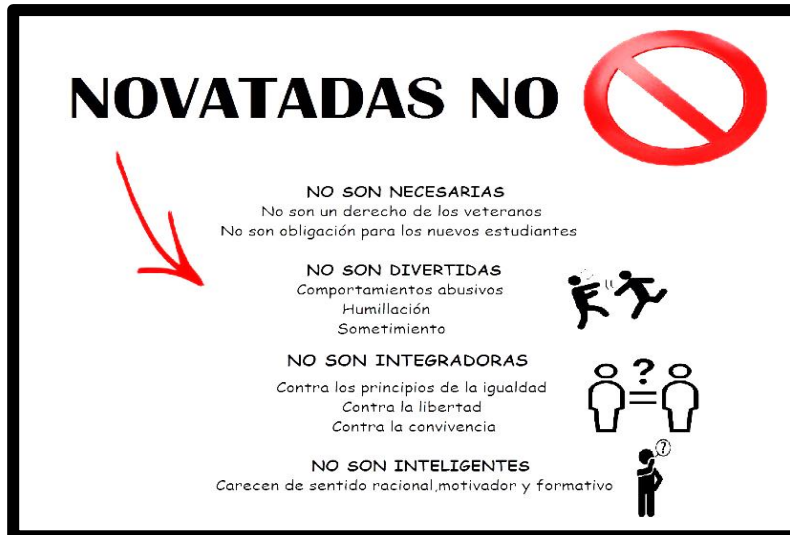 NOVATADAS NO
NO SON NECESARIAS
No son un derecho de los veteranos
No son obligación para los nuevos estudiantes
NO SON DIVERTIDAS
Comportamientos abusivos
Humillación
Sometimiento
NO SON INTEGRADORAS
?
Contra los principios de la igualdad
Contra la libertad
Contra la convivencia
?
NO SON INTELIGENTES
Carecen de sentido racional,motivador y formativo